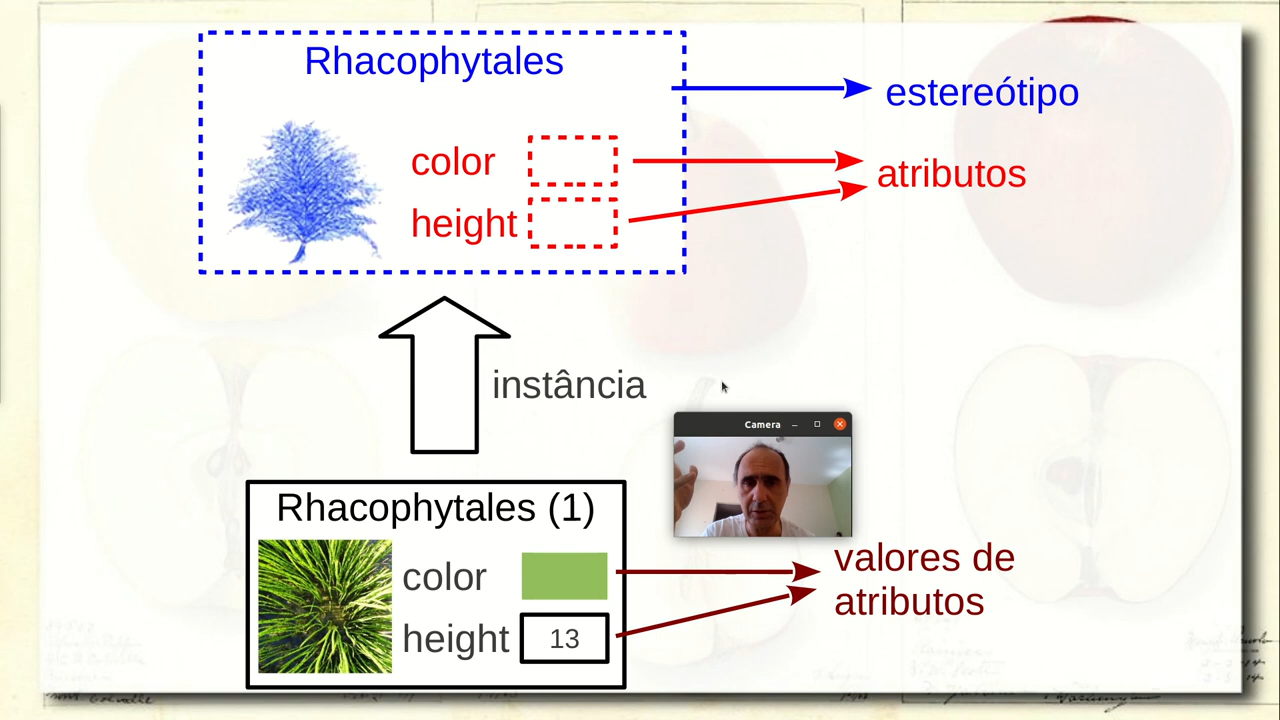 Rhacophytales
estereótipo
color
atributos
height
instância
Camera
Rhacophytales (1)
color
valores de
atributos
height
13